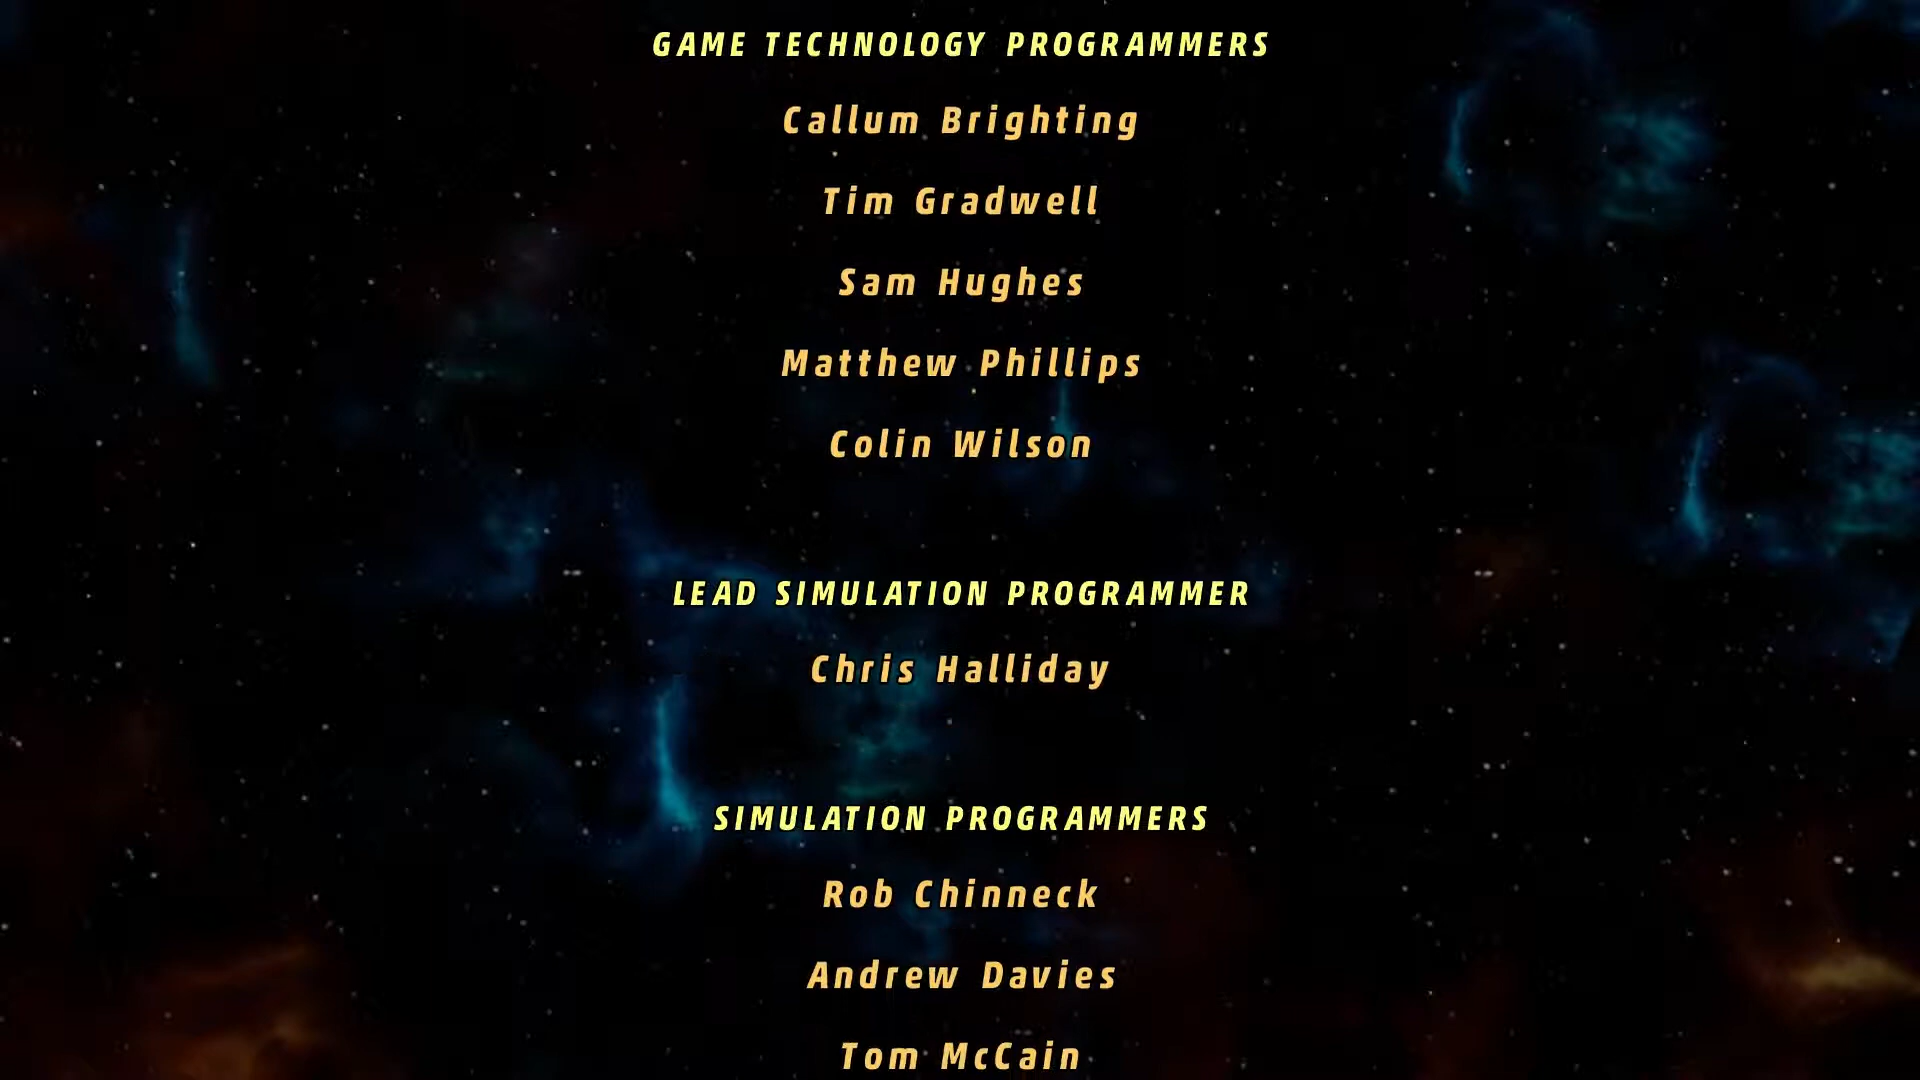 GAME TECHNOLOGY PROGRAMMERS
Callum Brighting
Tim Gradwell
Sam Hughes
Matthew Phillips
Colin Wilson
LEAD SIMULATION PROGRAMMER
Chris Halliday
SIMULATION PROGRAMMERS
Rob Chinneck
Andrew Davies
Tom McCain